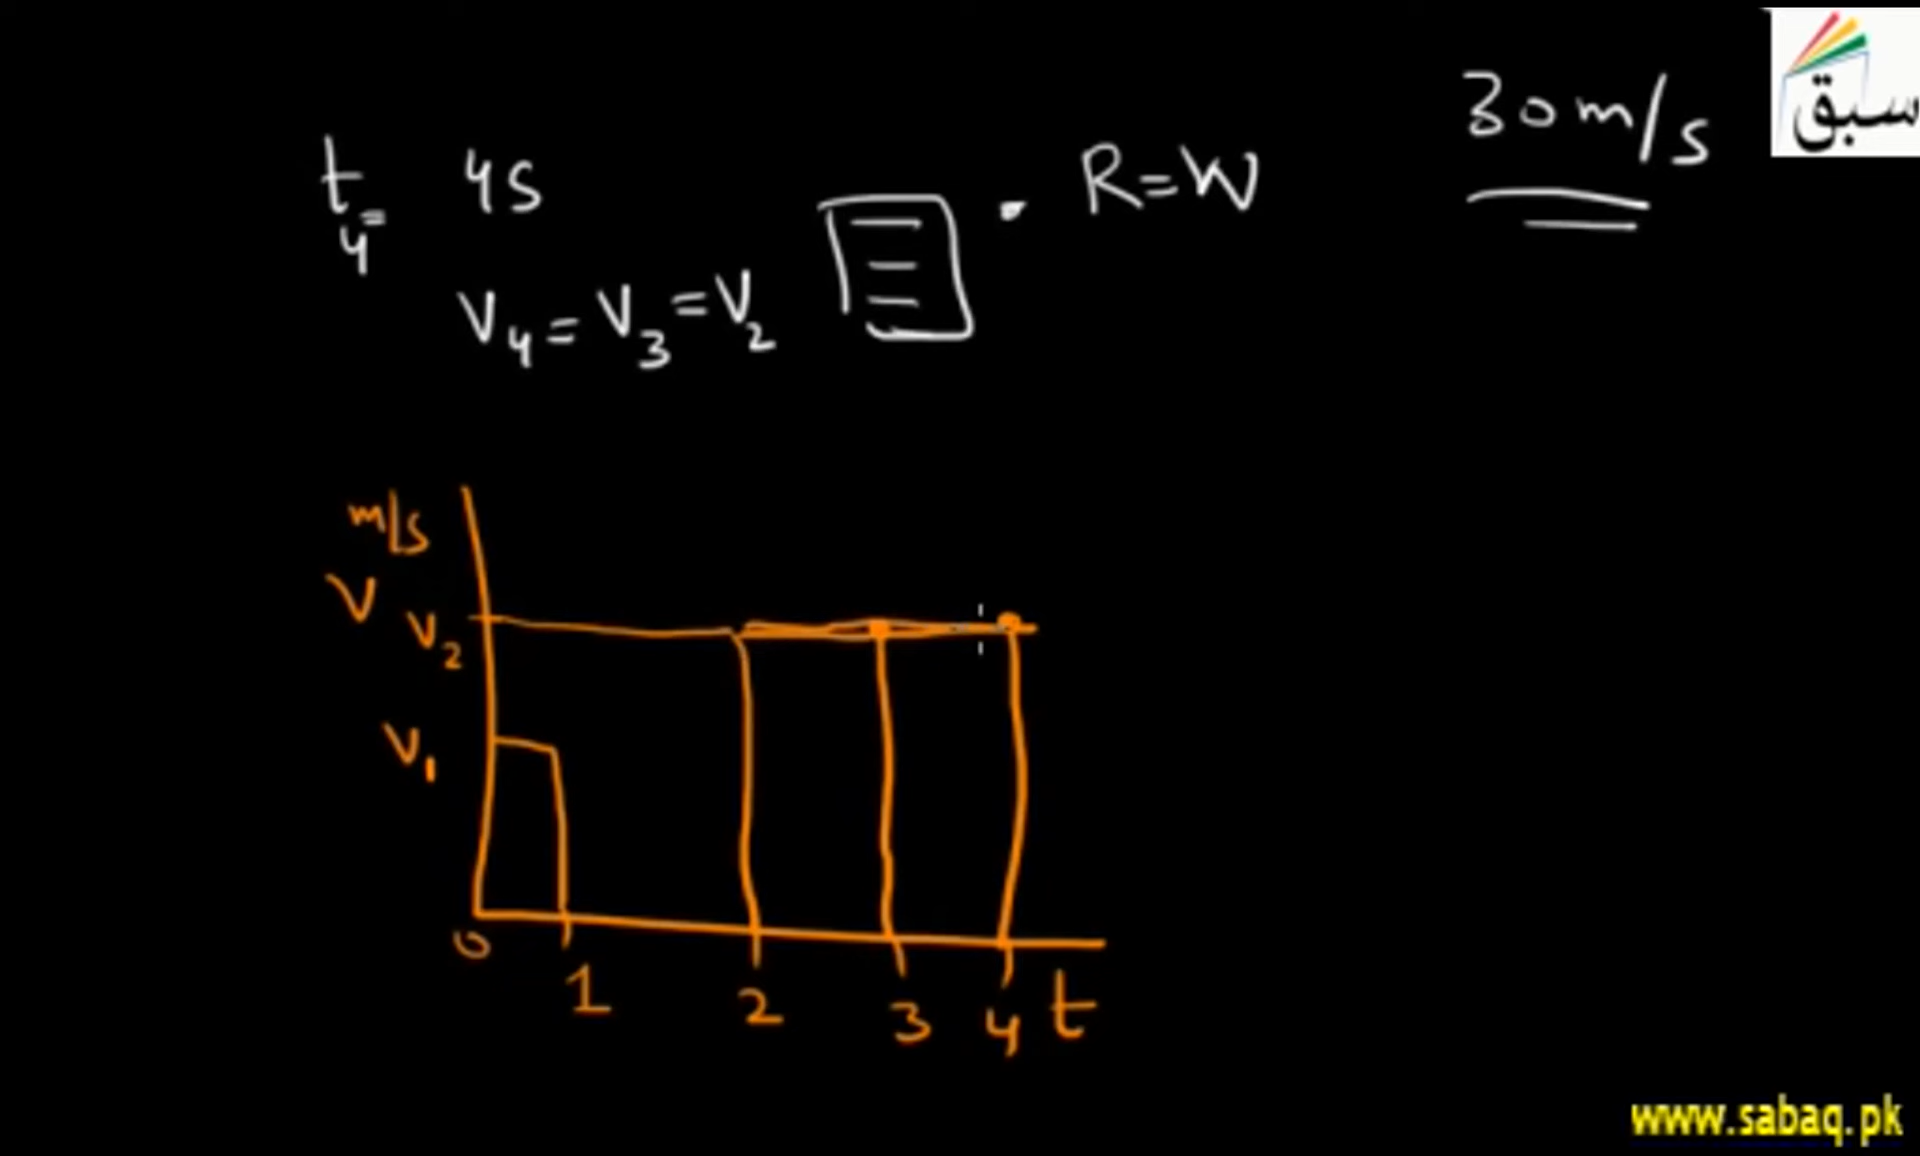 30 m/s
سبق
t4 = 4s
R = W
V4 = V3 = V2
m/s
V
V2
V1
0 1 2 3 4 t
www.sabaq.pk